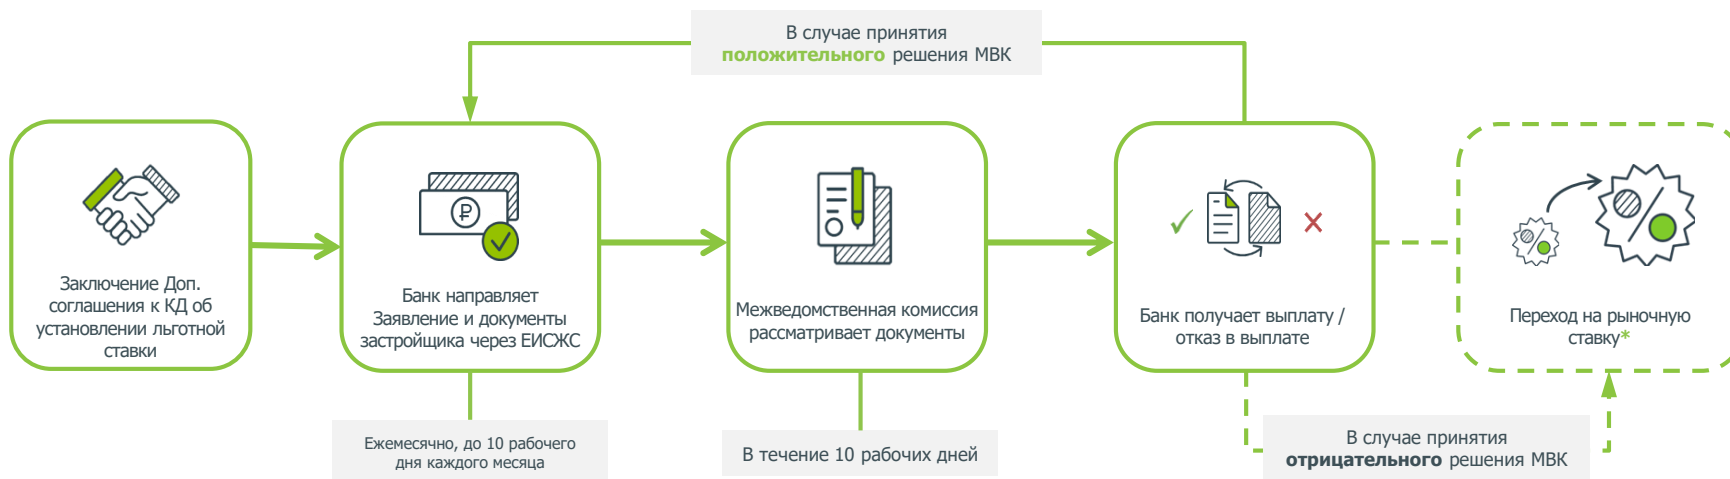 В случае принятия
положительного решения МВК
Заключение Доп.
соглашения к КД об
установлении льготной
ставки
Банк направляет
Заявление и документы
застройщика через ЕИСЖС
Межведомственная комиссия
рассматривает документы
Банк получает выплату /
отказ в выплате
Переход на рыночную
ставку*
Ежемесячно, до 10 рабочего
дня каждого месяца
В течение 10 рабочих дней
В случае принятия
отрицательного решения МВК